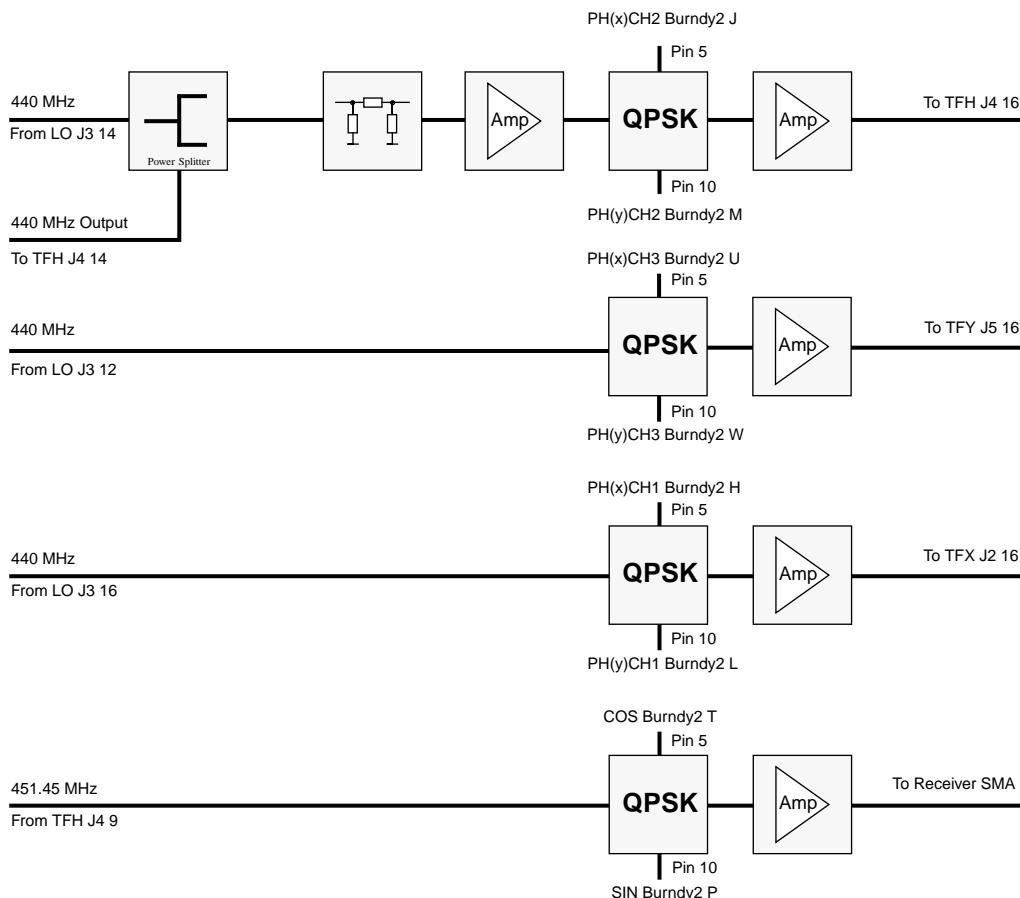 PH(x)CH2 Burndy2 J
Pin 5
440 MHz
From LO J3 14
Power Splitter
Amp
QPSK
Amp
To TFH J4 16
Pin 10
PH(y)CH2 Burndy2 M
440 MHz Output
To TFH J4 14
PH(x)CH3 Burndy2 U
Pin 5
440 MHz
From LO J3 12
QPSK
Amp
To TFY J5 16
Pin 10
PH(y)CH3 Burndy2 W
PH(x)CH1 Burndy2 H
Pin 5
440 MHz
From LO J3 16
QPSK
Amp
To TFX J2 16
Pin 10
PH(y)CH1 Burndy2 L
COS Burndy2 T
Pin 5
451.45 MHz
From TFH J4 9
QPSK
Amp
To Receiver SMA
Pin 10
SIN Burndy2 P